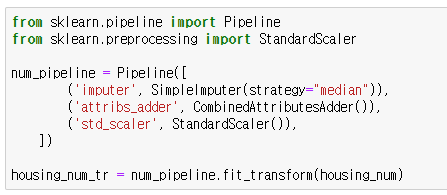 from sklearn.pipeline import Pipeline
from sklearn.preprocessing import StandardScaler
num_pipeline = Pipeline([
        ('imputer', SimpleImputer(strategy="median")),
        ('attribs_adder', CombinedAttributesAdder()),
        ('std_scaler', StandardScaler()),
    ])
housing_num_tr = num_pipeline.fit_transform(housing_num)